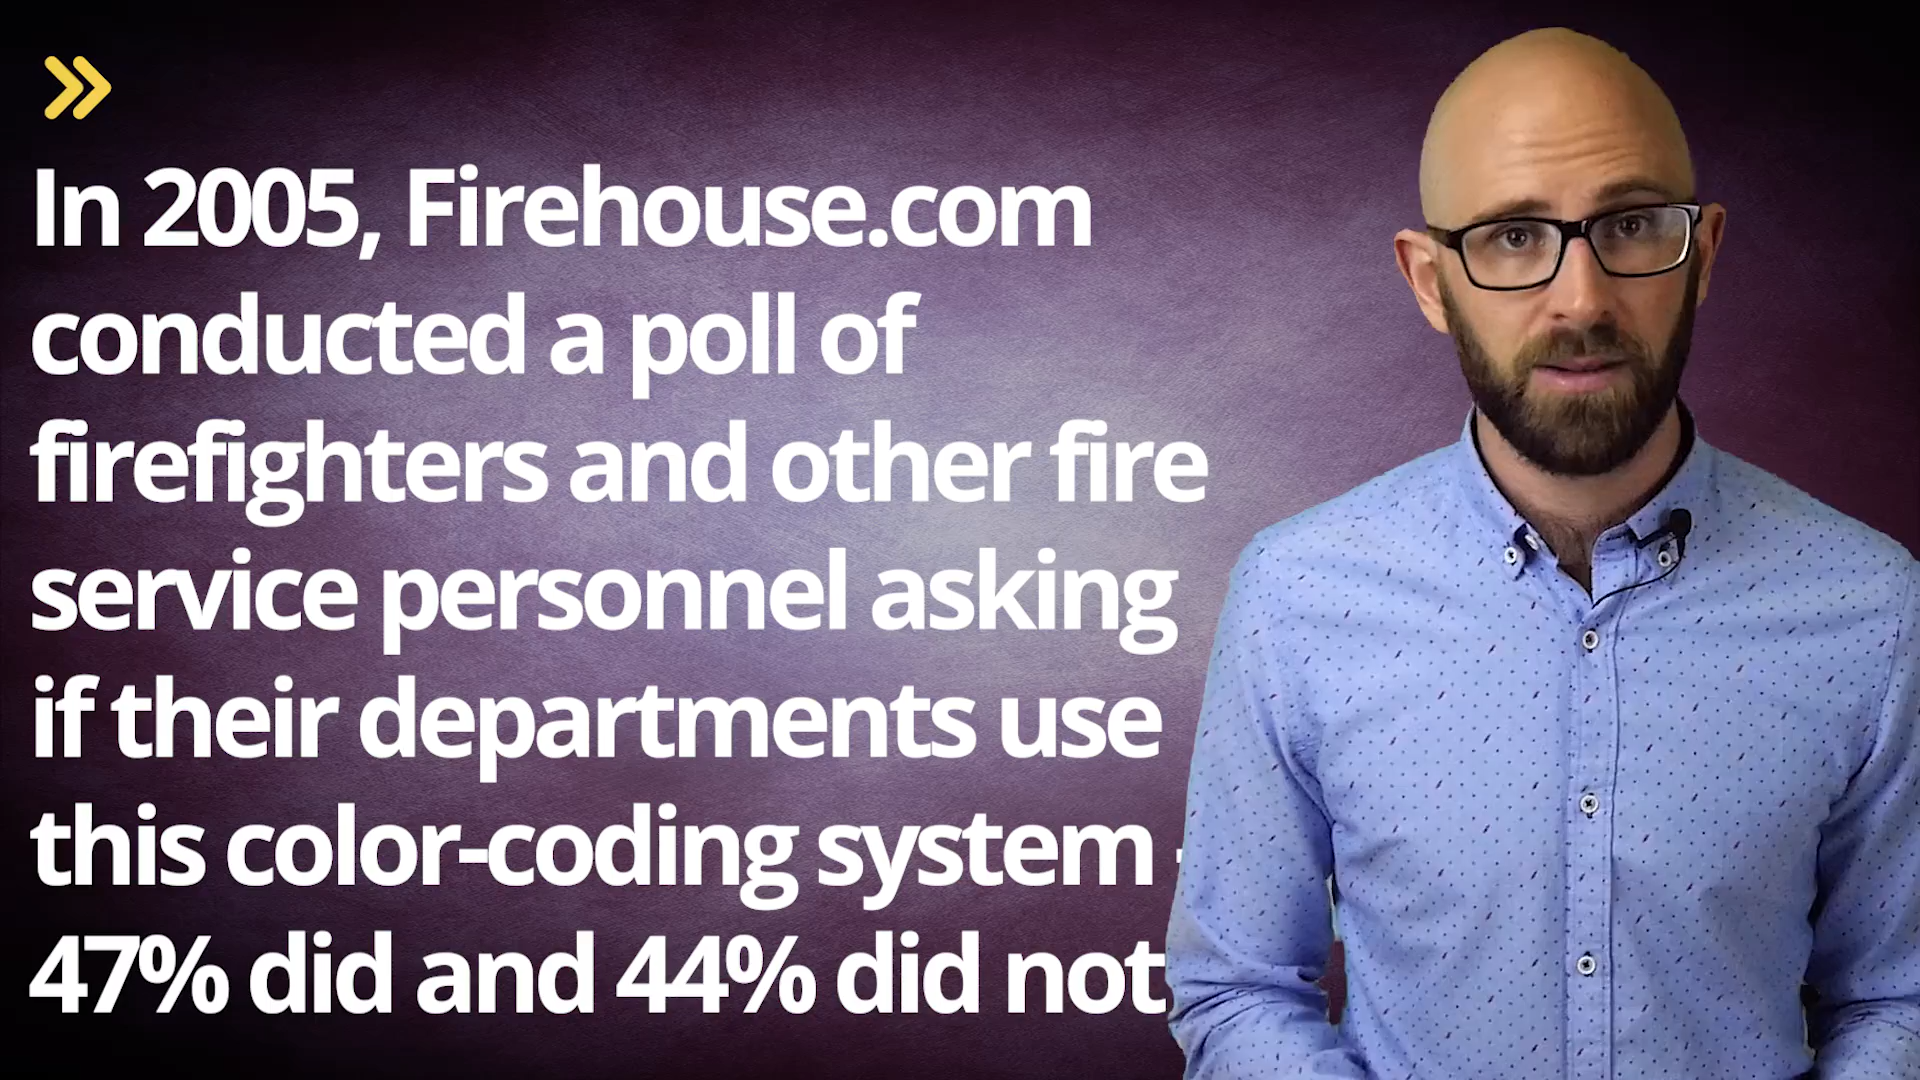 In 2005, Firehouse.com
conducted a poll of
firefighters and other fire
service personnel asking
if their departments use
this color-coding system -
47% did and 44% did not